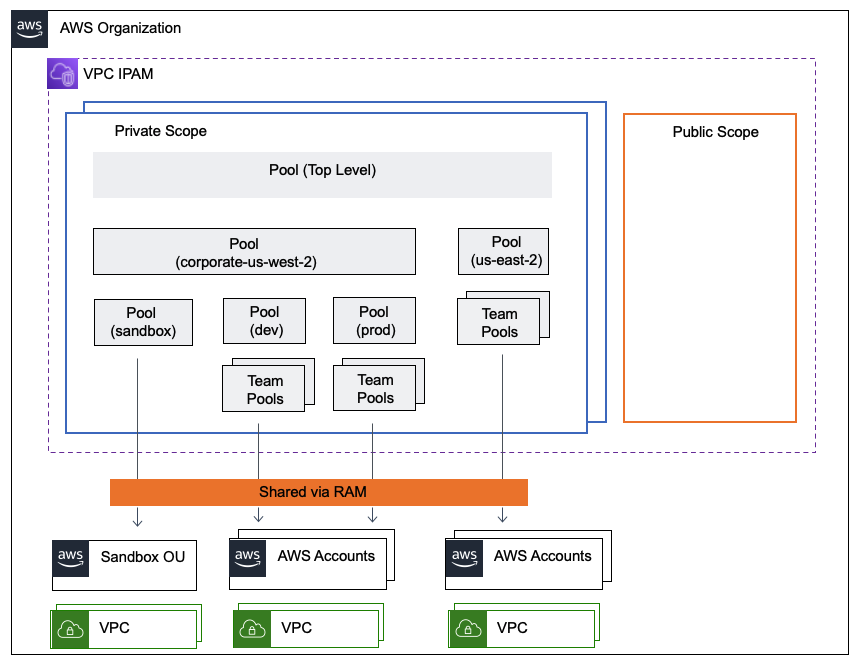 aws
AWS Organization
VPC IPAM
Private Scope
Public Scope
Pool (Top Level)
Pool
(corporate-us-west-2)
Pool
(us-east-2)
Pool
(sandbox)
Pool
(dev)
Pool
(prod)
Team
Pools
Team
Pools
Team
Pools
Shared via RAM
aws
Sandbox OU
aws
AWS Accounts
aws
AWS Accounts
VPC
VPC
VPC